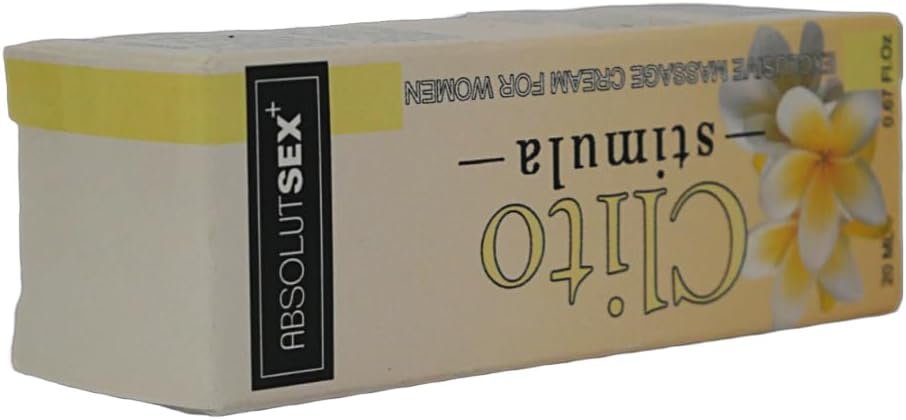 ABSOLUTSEX+
Clito
— stimula —
EXCLUSIVE MASSAGE CREAM FOR WOMEN
20 ML
0.67 Fl.Oz